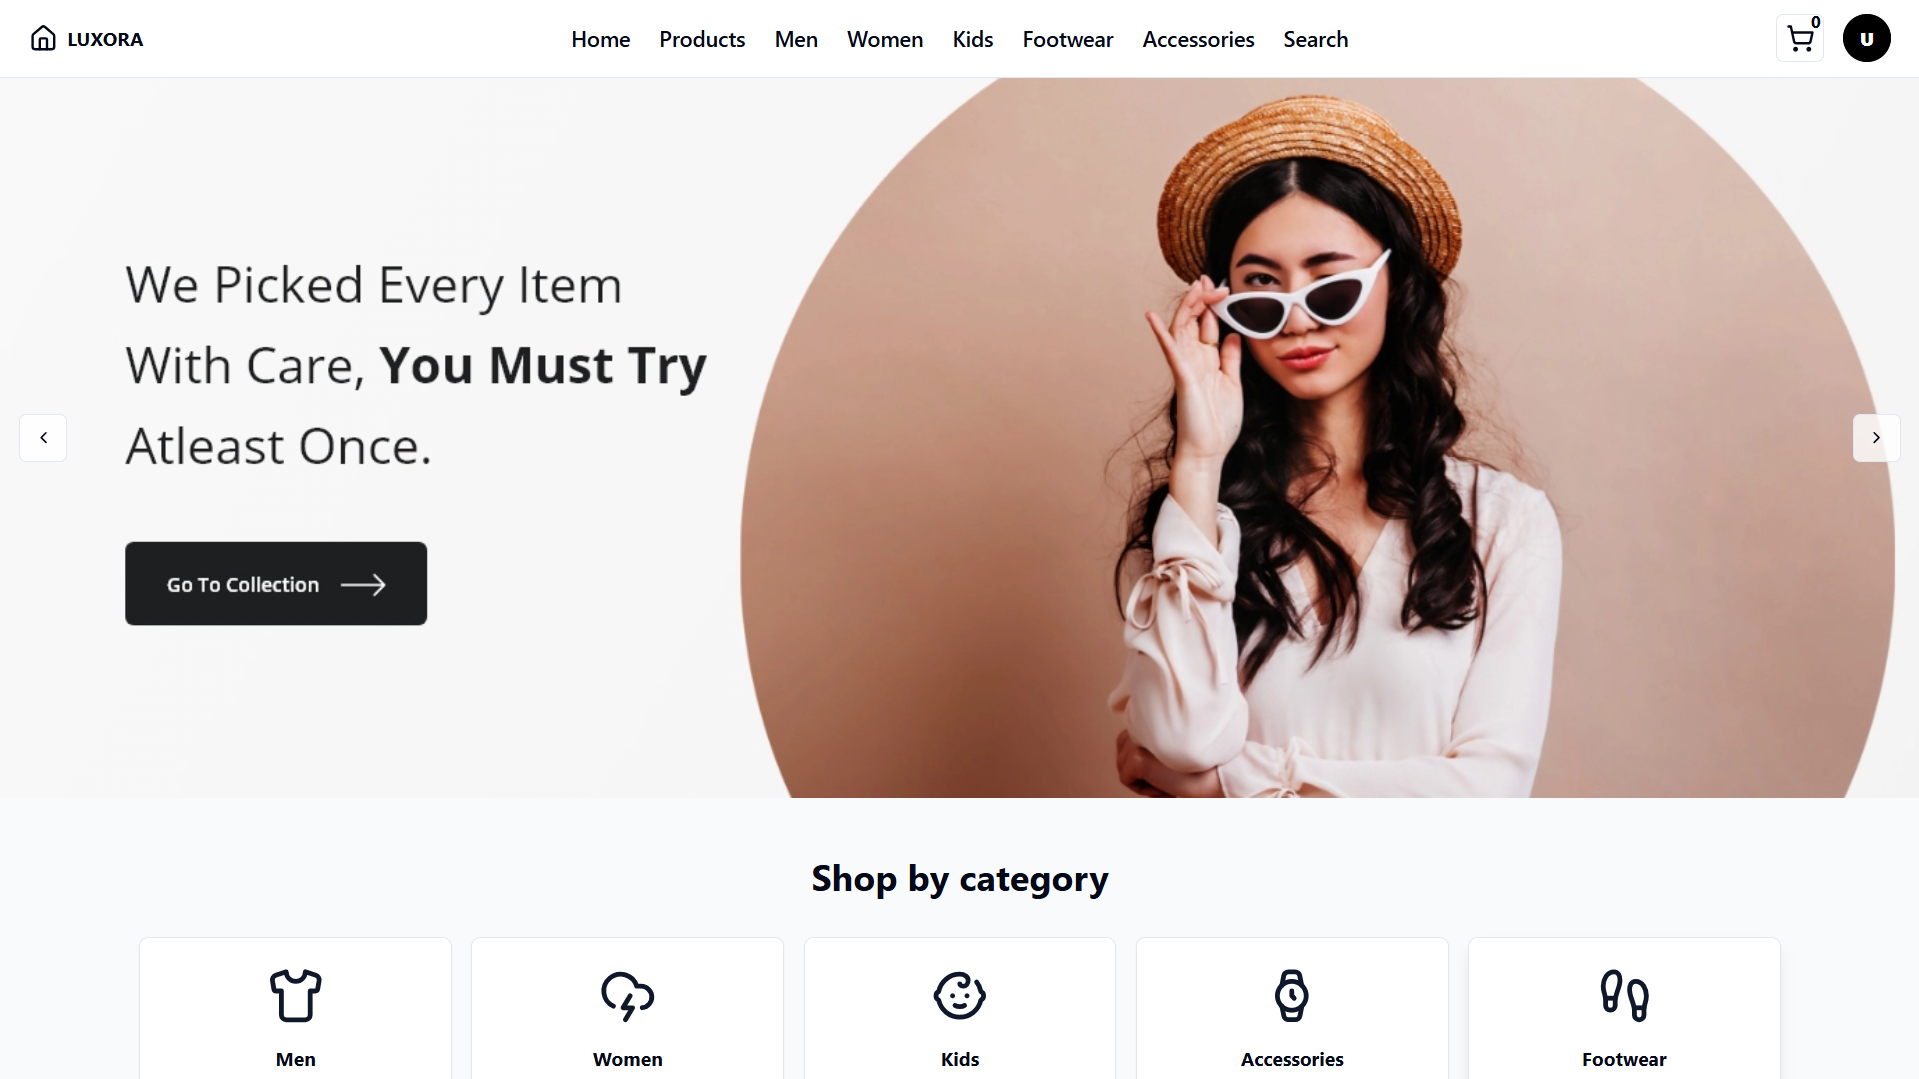 LUXORA
Home Products Men Women Kids Footwear Accessories Search
0
U
We Picked Every Item
With Care, You Must Try
Atleast Once.
Go To Collection
Shop by category
Men
Women
Kids
Accessories
Footwear